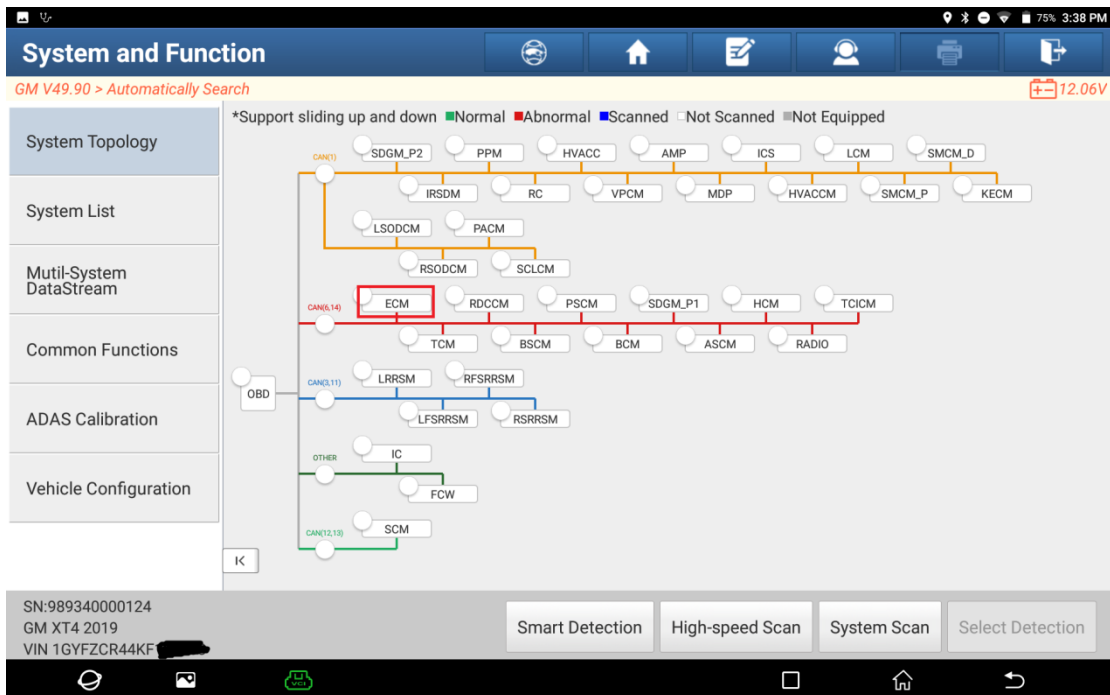 75% 3:38 PM
System and Function
GM V49.90 > Automatically Search
12.06V
System Topology
System List
Mutil-System
DataStream
Common Functions
ADAS Calibration
Vehicle Configuration
*Support sliding up and down Normal Abnormal Scanned Not Scanned Not Equipped
CAN(1) SDGM_P2 PPM HVACC AMP ICS LCM SMCM_D
IRSDM RC VPCM MDP HVACCM SMCM_P KECM
LSODCM PACM
RSODCM SCLCM
CAN(6,14) ECM RDCCM PSCM SDGM_P1 HCM TCICM
TCM BSCM BCM ASCM RADIO
OBD
CAN(3,11) LRRSM RFSRRSM
LFSRRSM RSRRSM
OTHER IC
FCW
CAN(12,13) SCM
SN:989340000124
GM XT4 2019
VIN 1GYFZCR44KF
Smart Detection High-speed Scan System Scan Select Detection
VCI